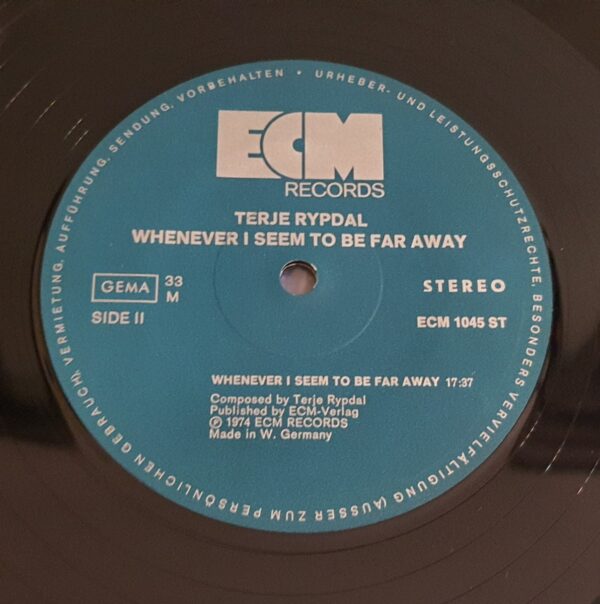 URHEBER- UND LEISTUNGSSCHUTZRECHTE, BESONDERS VERVIELFÄLTIGUNG (AUSSER ZUM PERSÖNLICHEN GEBRAUCH), VERMIETUNG, AUFFÜHRUNG, SENDUNG, VORBEHALTEN •
ECM
RECORDS
TERJE RYPDAL
WHENEVER I SEEM TO BE FAR AWAY
GEMA 33 STEREO
M
SIDE II ECM 1045 ST
WHENEVER I SEEM TO BE FAR AWAY 17:37
Composed by Terje Rypdal
Published by ECM-Verlag
Ⓟ 1974 ECM RECORDS
Made in W. Germany